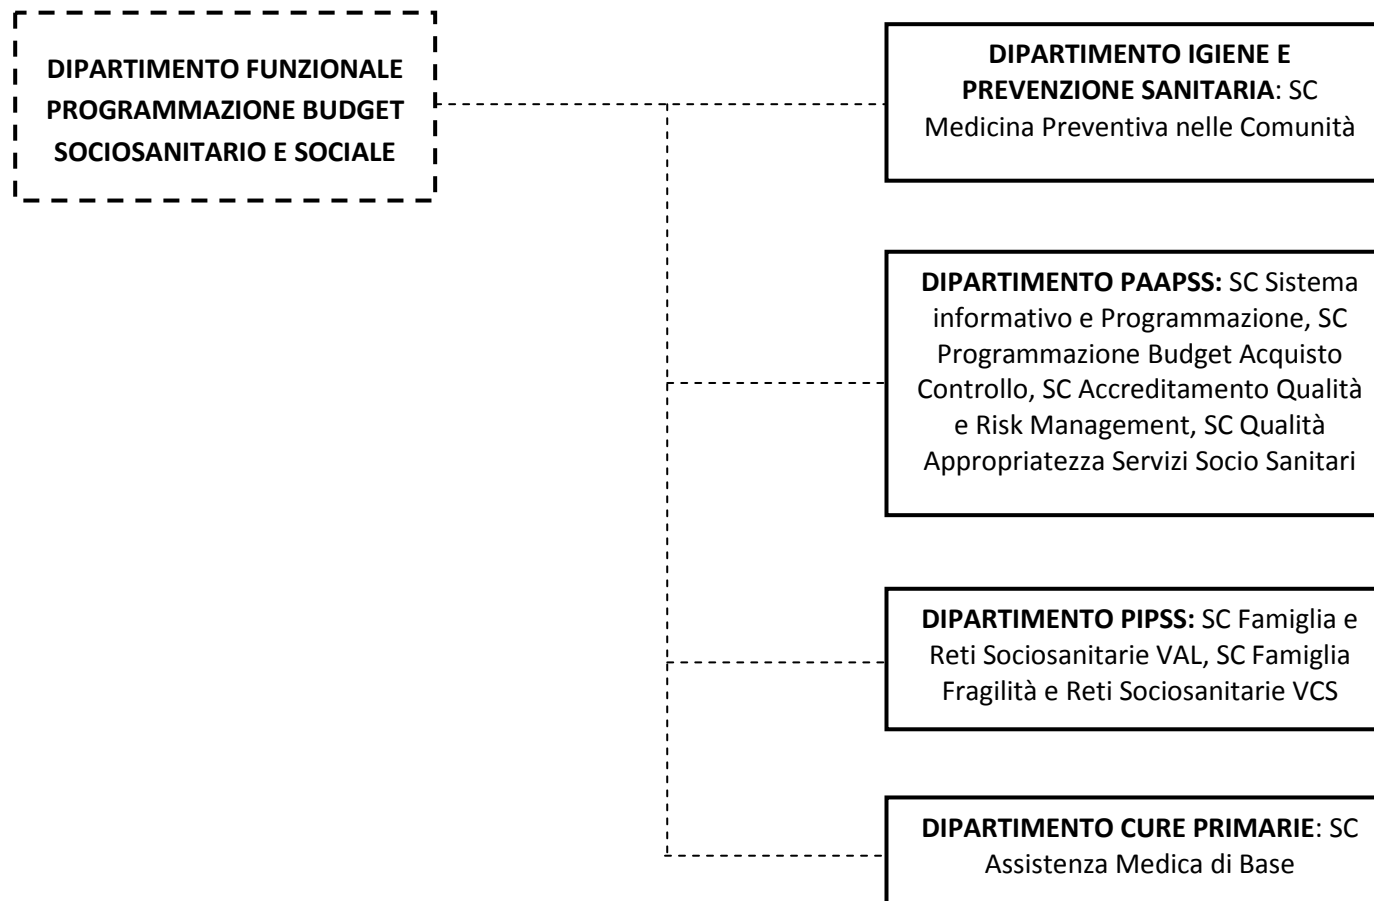 DIPARTIMENTO FUNZIONALE
PROGRAMMAZIONE BUDGET
SOCIOSANITARIO E SOCIALE
DIPARTIMENTO IGIENE E
PREVENZIONE SANITARIA: SC
Medicina Preventiva nelle Comunità
DIPARTIMENTO PAAPSS: SC Sistema
informativo e Programmazione, SC
Programmazione Budget Acquisto
Controllo, SC Accreditamento Qualità
e Risk Management, SC Qualità
Appropriatezza Servizi Socio Sanitari
DIPARTIMENTO PIPSS: SC Famiglia e
Reti Sociosanitarie VAL, SC Famiglia
Fragilità e Reti Sociosanitarie VCS
DIPARTIMENTO CURE PRIMARIE: SC
Assistenza Medica di Base